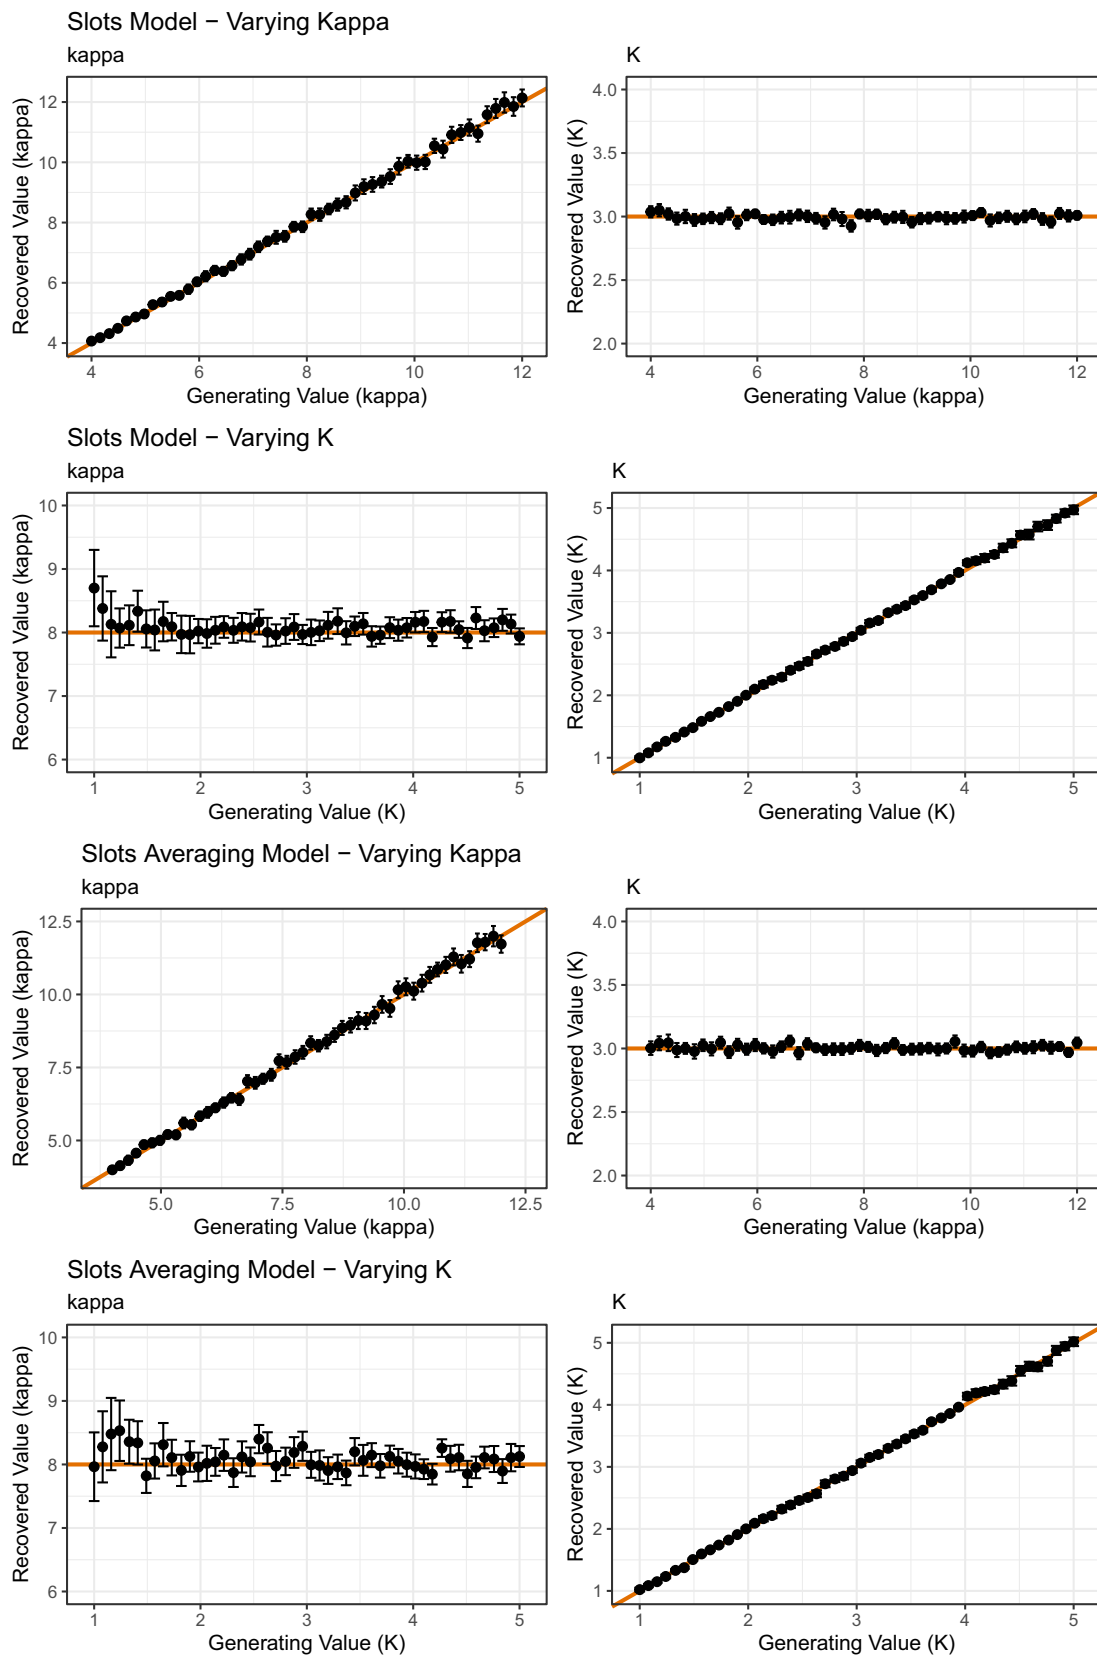 Slots Model − Varying Kappa
kappa
K
Recovered Value (kappa)
12
10
8
6
4
4 6 8 10 12
Generating Value (kappa)
Recovered Value (K)
4.0
3.5
3.0
2.5
2.0
4 6 8 10 12
Generating Value (kappa)
Slots Model − Varying K
kappa
K
Recovered Value (kappa)
10
9
8
7
6
1 2 3 4 5
Generating Value (K)
Recovered Value (K)
5
4
3
2
1
1 2 3 4 5
Generating Value (K)
Slots Averaging Model − Varying Kappa
kappa
K
Recovered Value (kappa)
12.5
10.0
7.5
5.0
5.0 7.5 10.0 12.5
Generating Value (kappa)
Recovered Value (K)
4.0
3.5
3.0
2.5
2.0
4 6 8 10 12
Generating Value (kappa)
Slots Averaging Model − Varying K
kappa
K
Recovered Value (kappa)
10
9
8
7
6
1 2 3 4 5
Generating Value (K)
Recovered Value (K)
5
4
3
2
1
1 2 3 4 5
Generating Value (K)